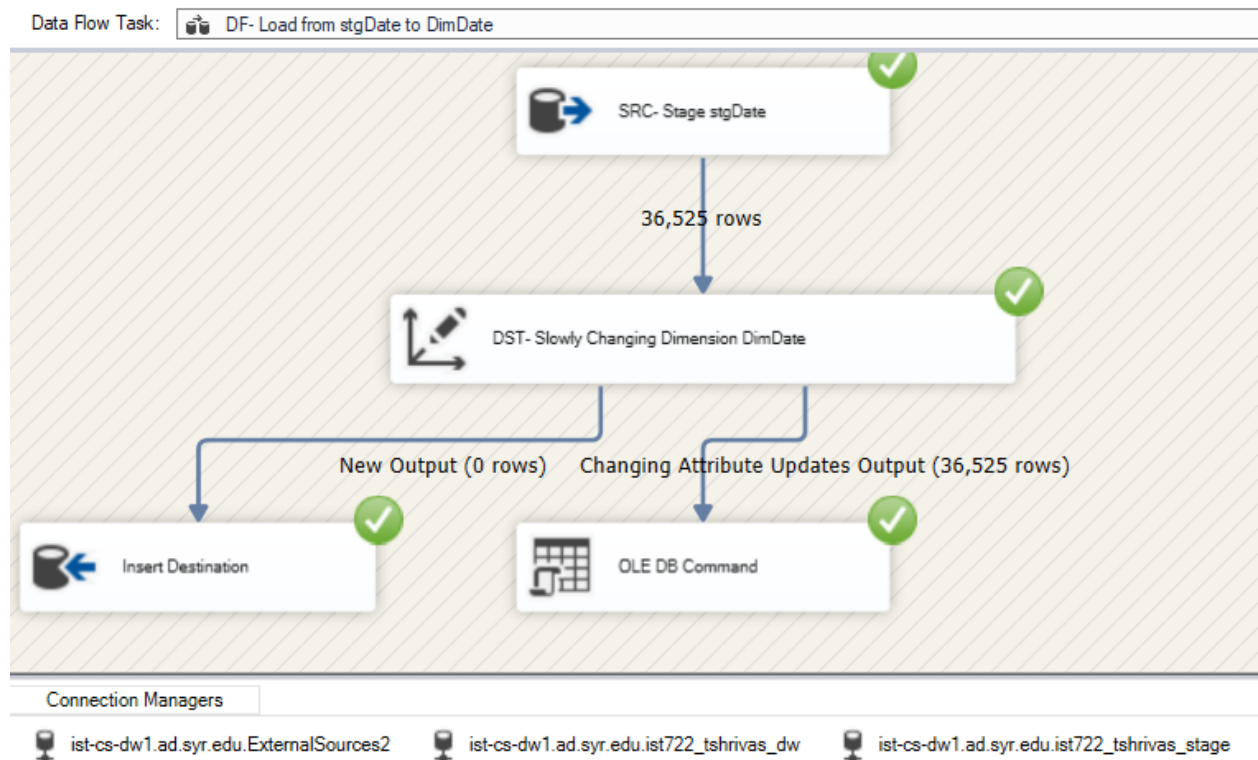 Data Flow Task: DF- Load from stgDate to DimDate
SRC- Stage stgDate
36,525 rows
DST- Slowly Changing Dimension DimDate
New Output (0 rows) Changing Attribute Updates Output (36,525 rows)
Insert Destination OLE DB Command
Connection Managers
ist-cs-dw1.ad.syr.edu.ExternalSources2 ist-cs-dw1.ad.syr.edu.ist722_tshrivas_dw ist-cs-dw1.ad.syr.edu.ist722_tshrivas_stage